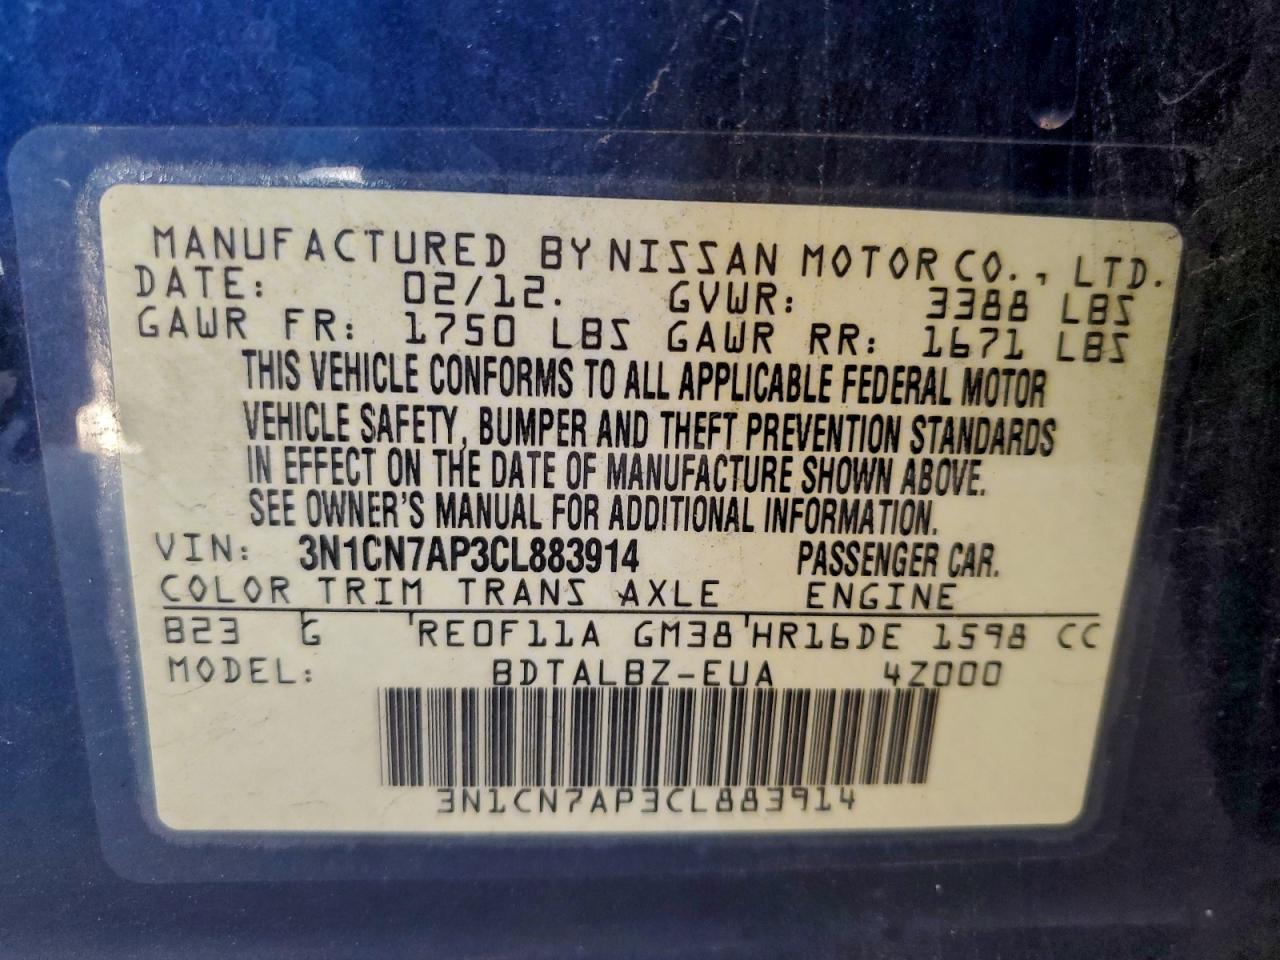 MANUFACTURED BY NISSAN MOTOR CO., LTD.
DATE: 02/12. GVWR: 3388 LBS
GAWR FR: 1750 LBS GAWR RR: 1671 LBS
THIS VEHICLE CONFORMS TO ALL APPLICABLE FEDERAL MOTOR
VEHICLE SAFETY, BUMPER AND THEFT PREVENTION STANDARDS
IN EFFECT ON THE DATE OF MANUFACTURE SHOWN ABOVE.
SEE OWNER'S MANUAL FOR ADDITIONAL INFORMATION.
VIN: 3N1CN7AP3CL883914 PASSENGER CAR.
COLOR TRIM TRANS AXLE ENGINE
B23 G RE0F11A GM38 HR16DE 1598 CC
MODEL: BDTALBZ-EUA 4Z000
3N1CN7AP3CL883914